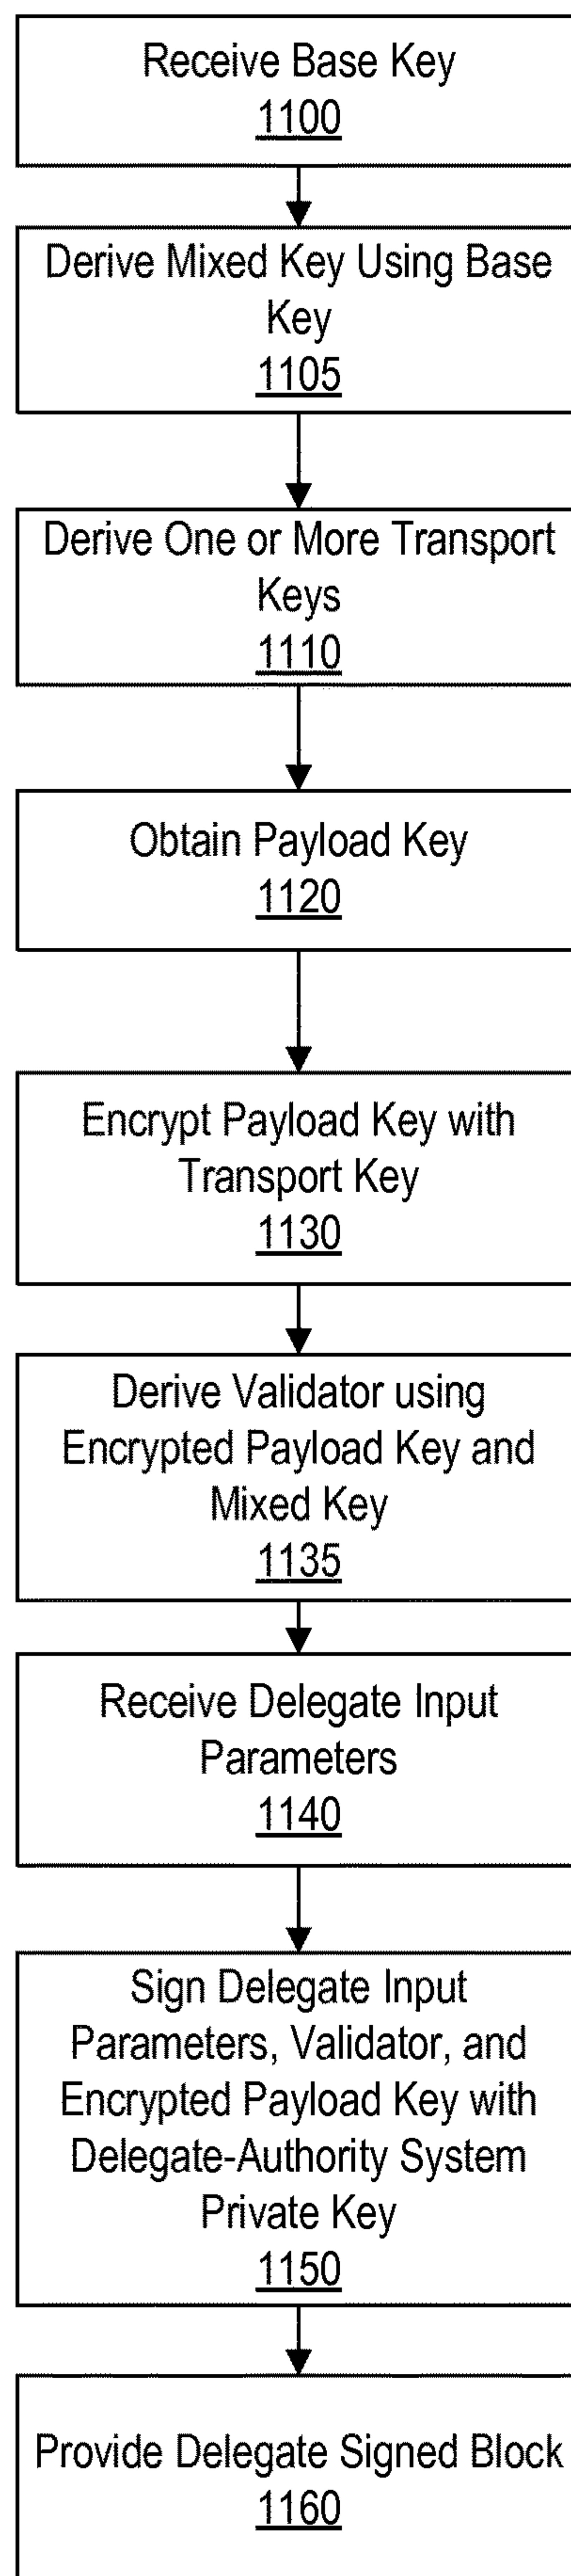 Receive Base Key
1100
Derive Mixed Key Using Base
Key
1105
Derive One or More Transport
Keys
1110
Obtain Payload Key
1120
Encrypt Payload Key with
Transport Key
1130
Derive Validator using
Encrypted Payload Key and
Mixed Key
1135
Receive Delegate Input
Parameters
1140
Sign Delegate Input
Parameters, Validator, and
Encrypted Payload Key with
Delegate-Authority System
Private Key
1150
Provide Delegate Signed Block
1160